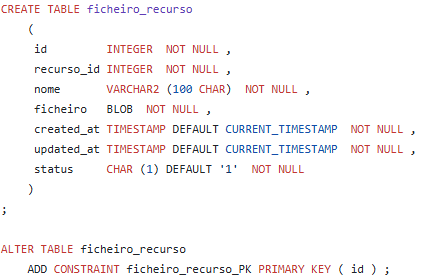 CREATE TABLE ficheiro_recurso
(
id INTEGER NOT NULL ,
recurso_id INTEGER NOT NULL ,
nome VARCHAR2 (100 CHAR) NOT NULL ,
ficheiro BLOB NOT NULL ,
created_at TIMESTAMP DEFAULT CURRENT_TIMESTAMP NOT NULL ,
updated_at TIMESTAMP DEFAULT CURRENT_TIMESTAMP NOT NULL ,
status CHAR (1) DEFAULT '1' NOT NULL
)
;
ALTER TABLE ficheiro_recurso
ADD CONSTRAINT ficheiro_recurso_PK PRIMARY KEY ( id ) ;